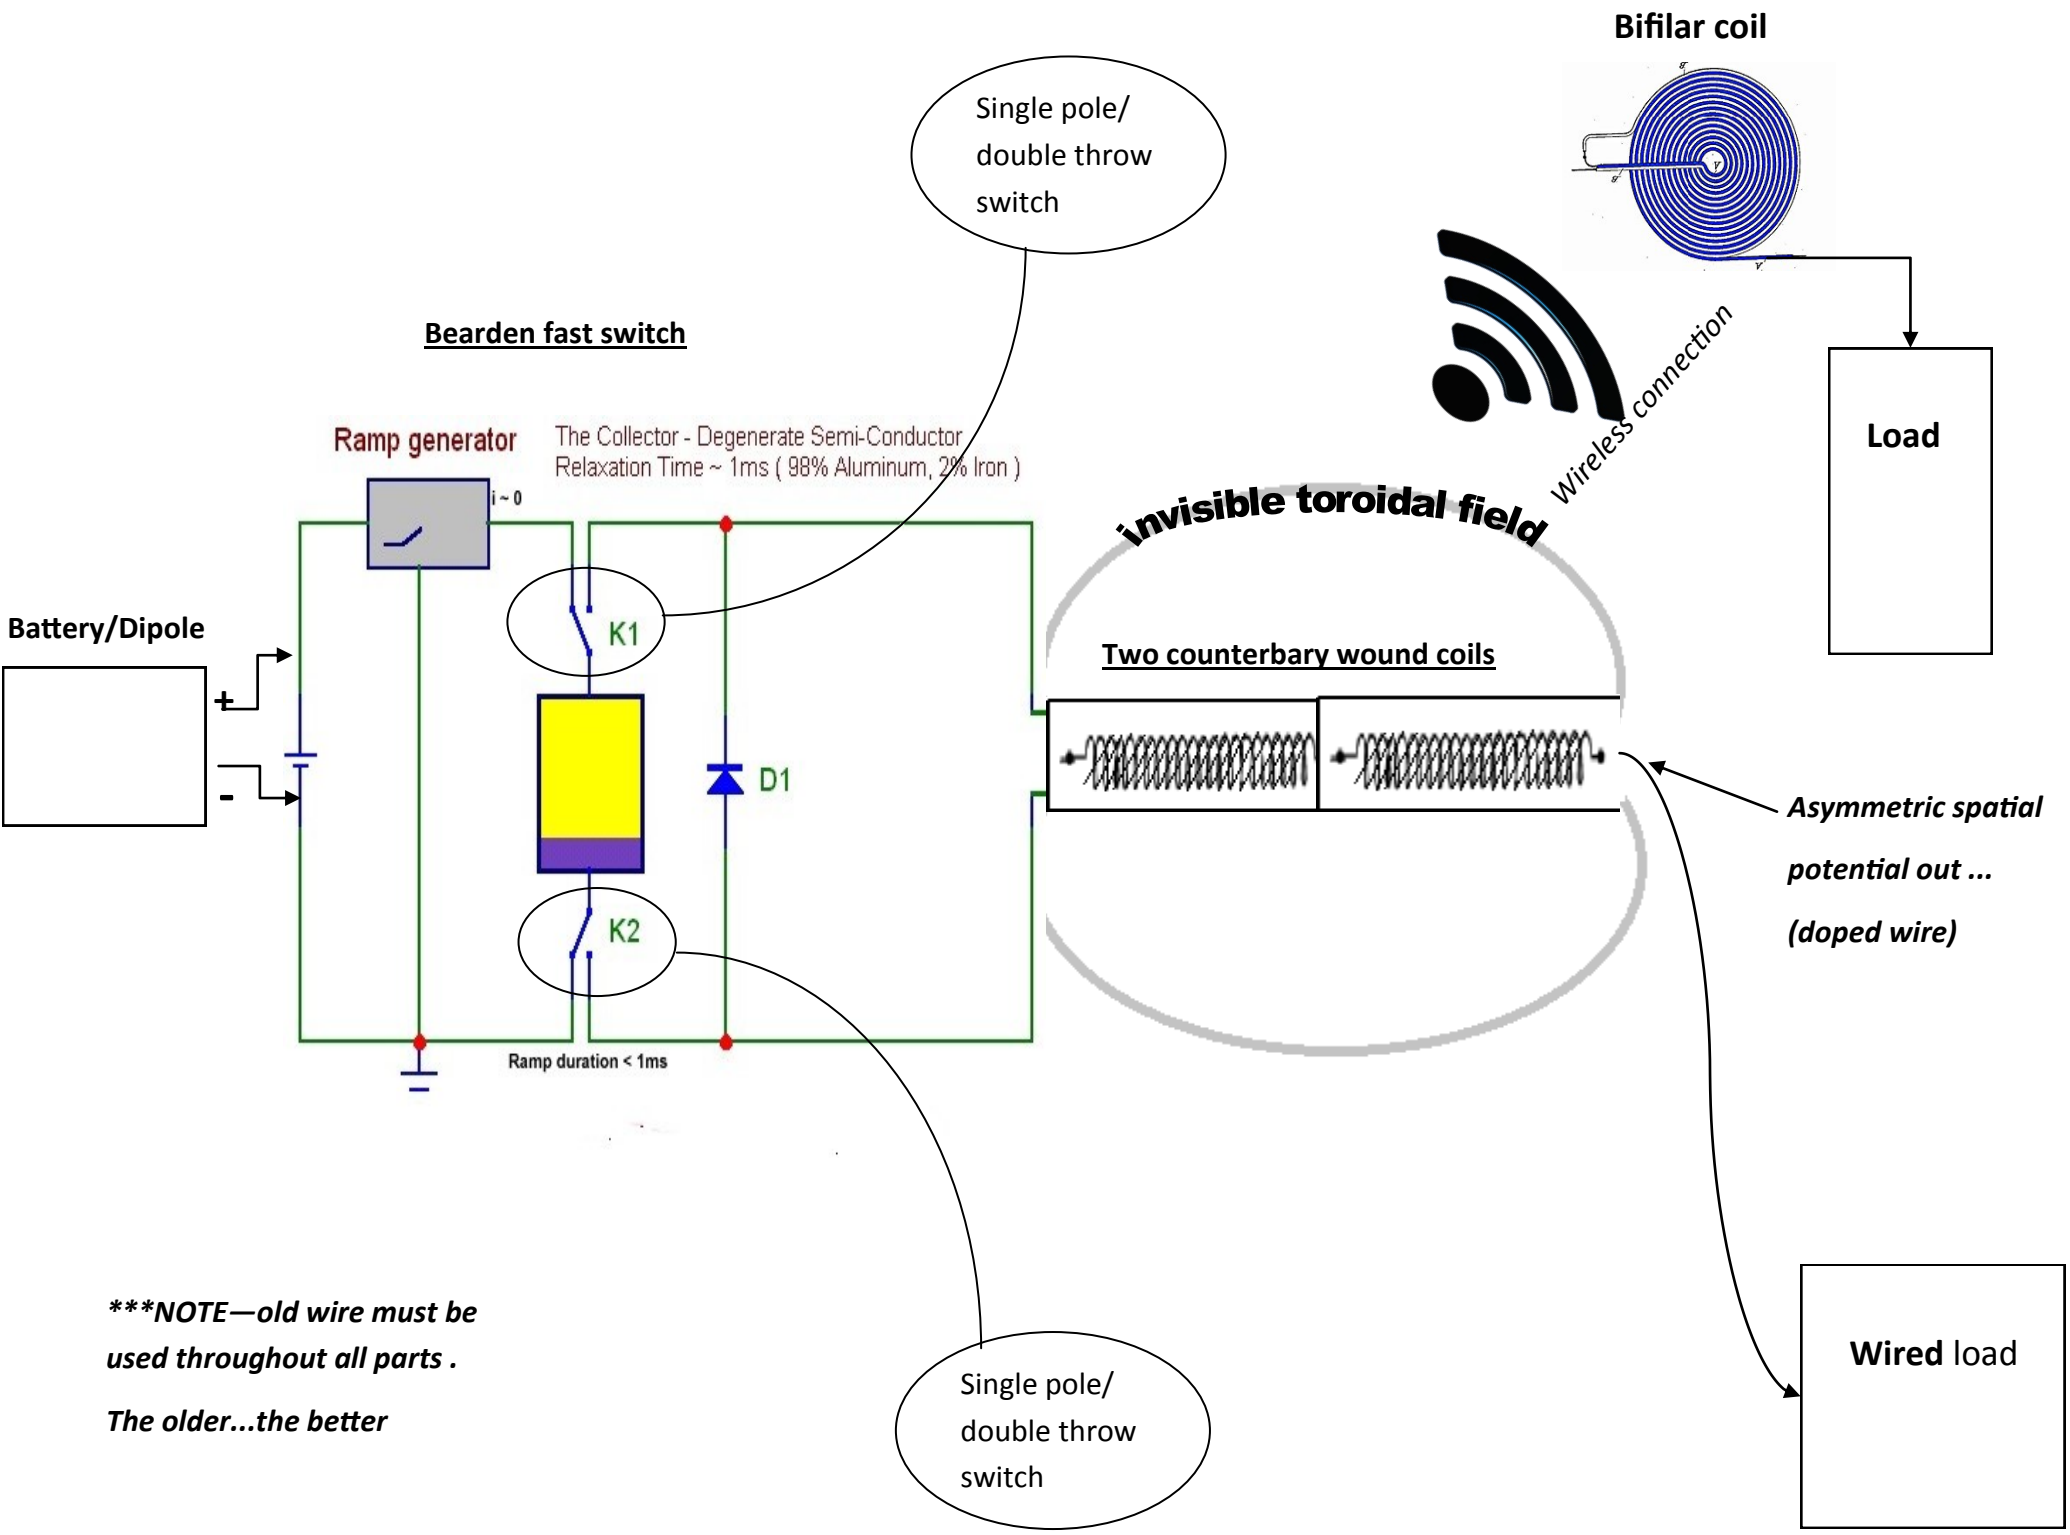 Bifilar coil
Single pole/
double throw
switch
Bearden fast switch
Wireless connection
Ramp generator
The Collector - Degenerate Semi-Conductor
Relaxation Time ~ 1ms ( 98% Aluminum, 2% Iron )
i ~ 0
Load
invisible toroidal field
Battery/Dipole
K1
Two counterbary wound coils
+
-
D1
Asymmetric spatial
potential out ...
(doped wire)
K2
Ramp duration < 1ms
***NOTE—old wire must be
used throughout all parts .
The older...the better
Wired load
Single pole/
double throw
switch